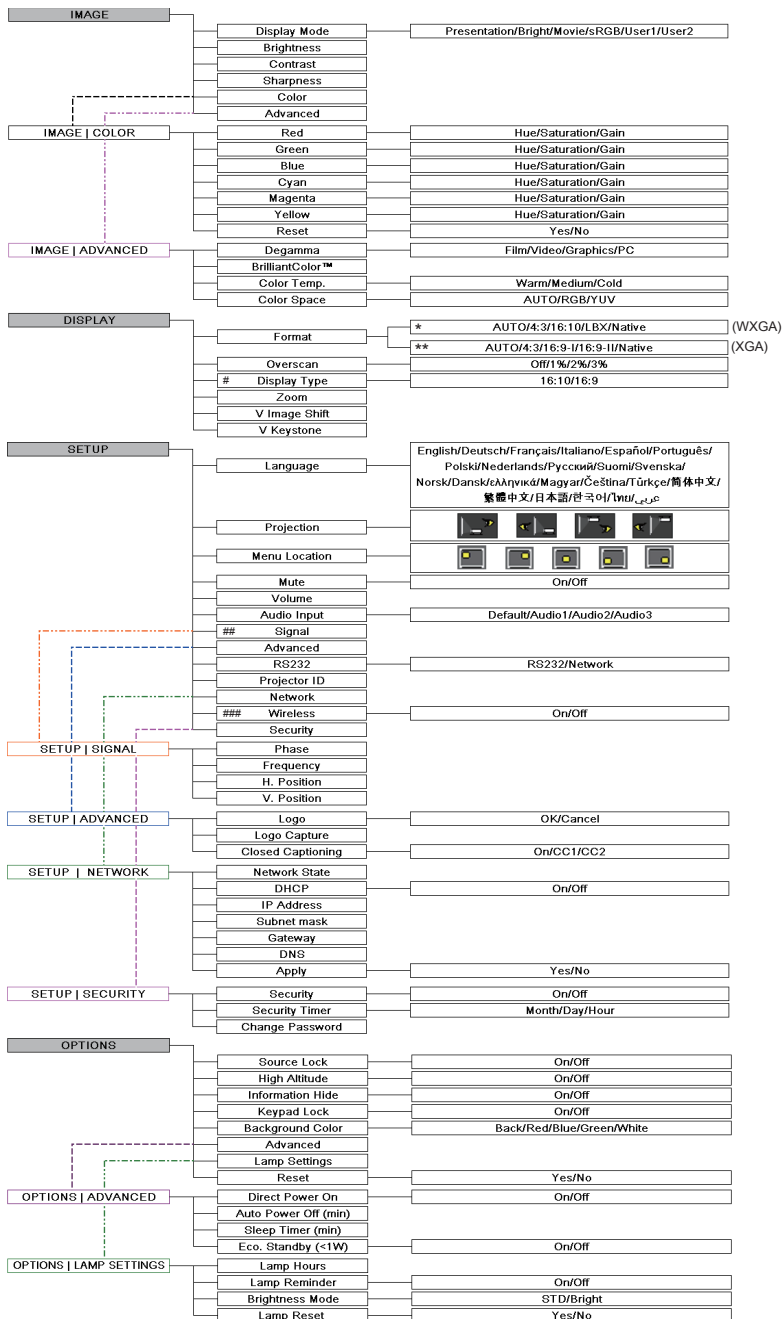 IMAGE
Display Mode Presentation/Bright/Movie/sRGB/User1/User2
Brightness
Contrast
Sharpness
Color
Advanced
IMAGE | COLOR Red Hue/Saturation/Gain
Green Hue/Saturation/Gain
Blue Hue/Saturation/Gain
Cyan Hue/Saturation/Gain
Magenta Hue/Saturation/Gain
Yellow Hue/Saturation/Gain
Reset Yes/No
IMAGE | ADVANCED Degamma Film/Video/Graphics/PC
BrilliantColor™
Color Temp. Warm/Medium/Cold
Color Space AUTO/RGB/YUV
DISPLAY
Format
* AUTO/4:3/16:10/LBX/Native (WXGA)
** AUTO/4:3/16:9-I/16:9-II/Native (XGA)
Overscan Off/1%/2%/3%
# Display Type 16:10/16:9
Zoom
V Image Shift
V Keystone
SETUP
Language
English/Deutsch/Français/Italiano/Español/Português/
Polski/Nederlands/Русский/Suomi/Svenska/
Norsk/Dansk/ελληνικά/Magyar/Čeština/Türkçe/简体中文/
繁體中文/日本語/한국어/ไทย/عربي
Projection
Menu Location
Mute On/Off
Volume
Audio Input Default/Audio1/Audio2/Audio3
## Signal
Advanced
RS232 RS232/Network
Projector ID
Network
### Wireless On/Off
Security
SETUP | SIGNAL Phase
Frequency
H. Position
V. Position
SETUP | ADVANCED Logo OK/Cancel
Logo Capture
Closed Captioning On/CC1/CC2
SETUP | NETWORK Network State
DHCP On/Off
IP Address
Subnet mask
Gateway
DNS
Apply Yes/No
SETUP | SECURITY Security On/Off
Security Timer Month/Day/Hour
Change Password
OPTIONS
Source Lock On/Off
High Altitude On/Off
Information Hide On/Off
Keypad Lock On/Off
Background Color Back/Red/Blue/Green/White
Advanced
Lamp Settings
Reset Yes/No
OPTIONS | ADVANCED Direct Power On On/Off
Auto Power Off (min)
Sleep Timer (min)
Eco. Standby (<1W) On/Off
OPTIONS | LAMP SETTINGS Lamp Hours
Lamp Reminder On/Off
Brightness Mode STD/Bright
Lamp Reset Yes/No